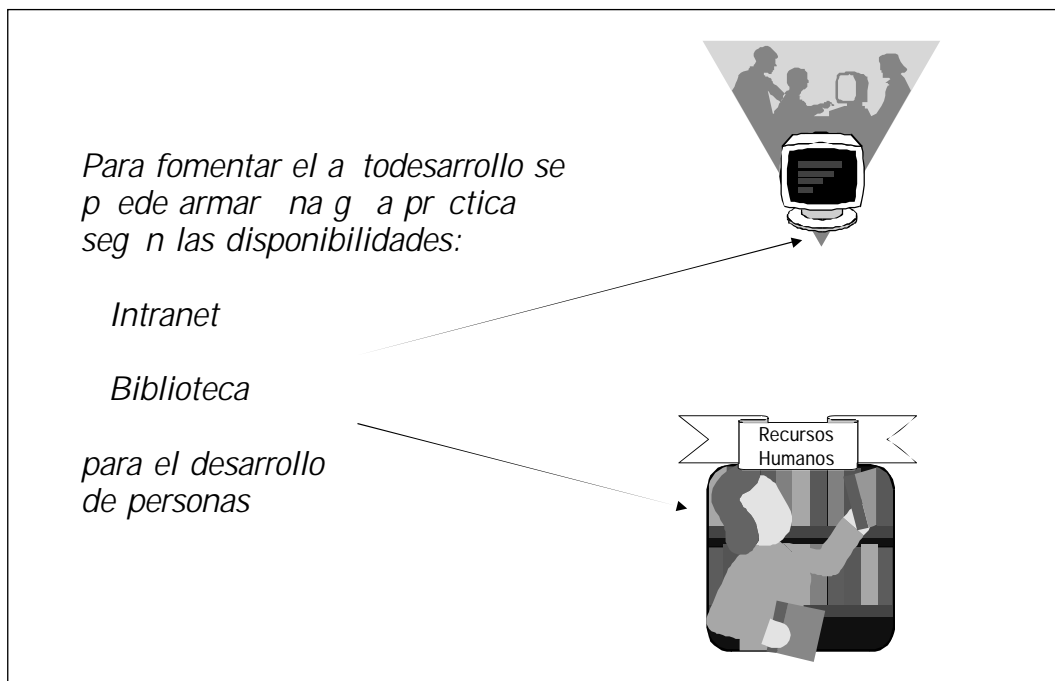 Para fomentar el a todesarrollo se
p ede armar na g a pr ctica
seg n las disponibilidades:
Intranet
Biblioteca
para el desarrollo
de personas
Recursos
Humanos